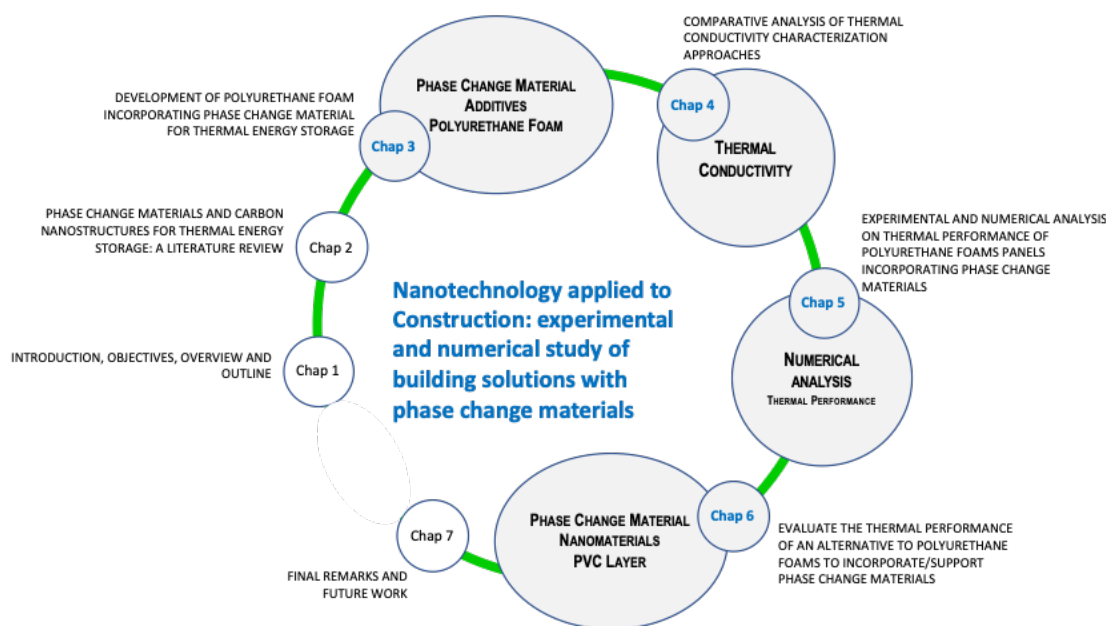 COMPARATIVE ANALYSIS OF THERMAL
CONDUCTIVITY CHARACTERIZATION
APPROACHES
PHASE CHANGE MATERIAL
ADDITIVES
POLYURETHANE FOAM
Chap 4
THERMAL
CONDUCTIVITY
DEVELOPMENT OF POLYURETHANE FOAM
INCORPORATING PHASE CHANGE MATERIAL
FOR THERMAL ENERGY STORAGE
Chap 3
PHASE CHANGE MATERIALS AND CARBON
NANOSTRUCTURES FOR THERMAL ENERGY
STORAGE: A LITERATURE REVIEW
Chap 2
EXPERIMENTAL AND NUMERICAL ANALYSIS
ON THERMAL PERFORMANCE OF
POLYURETHANE FOAMS PANELS
INCORPORATING PHASE CHANGE
MATERIALS
Chap 5
Nanotechnology applied to
Construction: experimental
and numerical study of
building solutions with
phase change materials
INTRODUCTION, OBJECTIVES, OVERVIEW AND
OUTLINE
Chap 1
NUMERICAL
ANALYSIS
THERMAL PERFORMANCE
PHASE CHANGE MATERIAL
NANOMATERIALS
PVC LAYER
Chap 6
EVALUATE THE THERMAL PERFORMANCE
OF AN ALTERNATIVE TO POLYURETHANE
FOAMS TO INCORPORATE/SUPPORT
PHASE CHANGE MATERIALS
Chap 7
FINAL REMARKS AND
FUTURE WORK